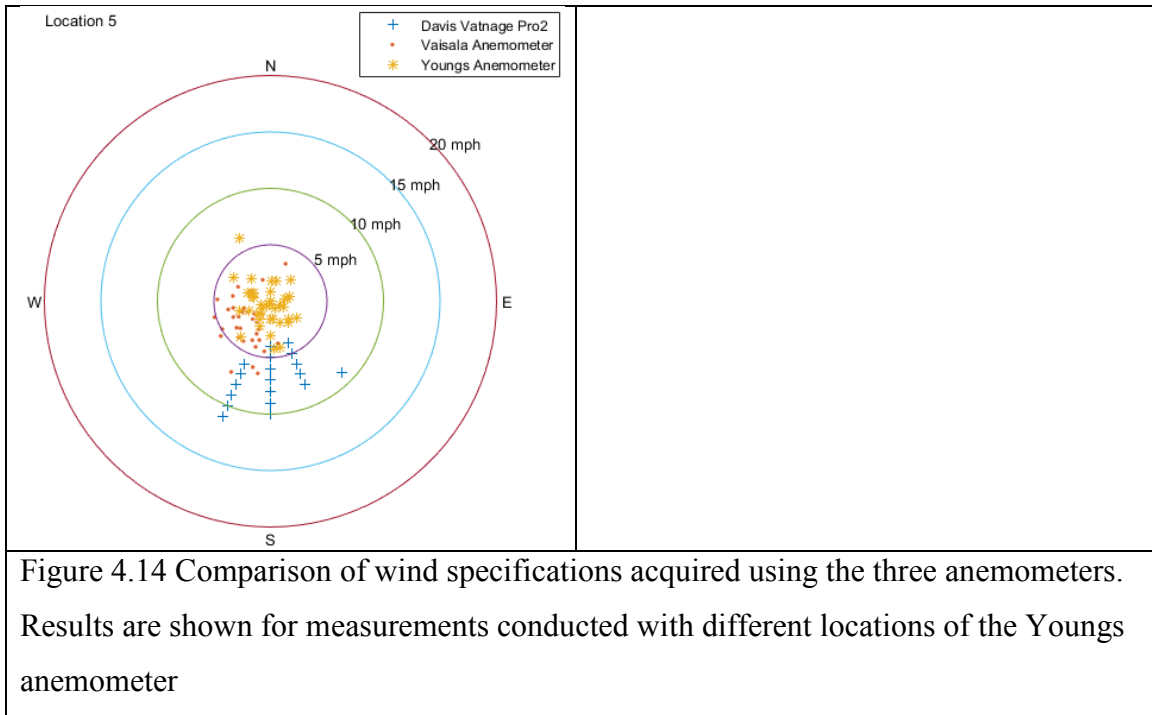 Location 5
Davis Vatnage Pro2
Vaisala Anemometer
Youngs Anemometer
N
20 mph
15 mph
10 mph
5 mph
W
E
S
Figure 4.14 Comparison of wind specifications acquired using the three anemometers.
Results are shown for measurements conducted with different locations of the Youngs
anemometer